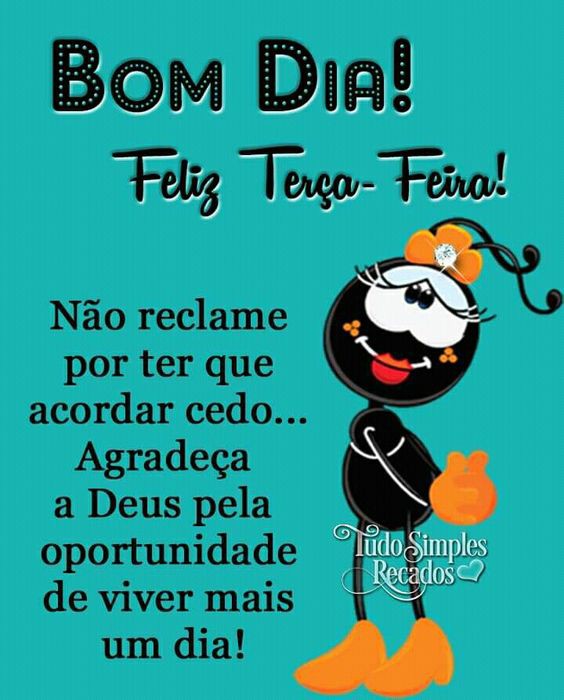 Bom Dia!
Feliz Terça-Feira!
Não reclame
por ter que
acordar cedo...
Agradeça
a Deus pela
oportunidade
de viver mais
um dia!
Tudo Simples
Recados